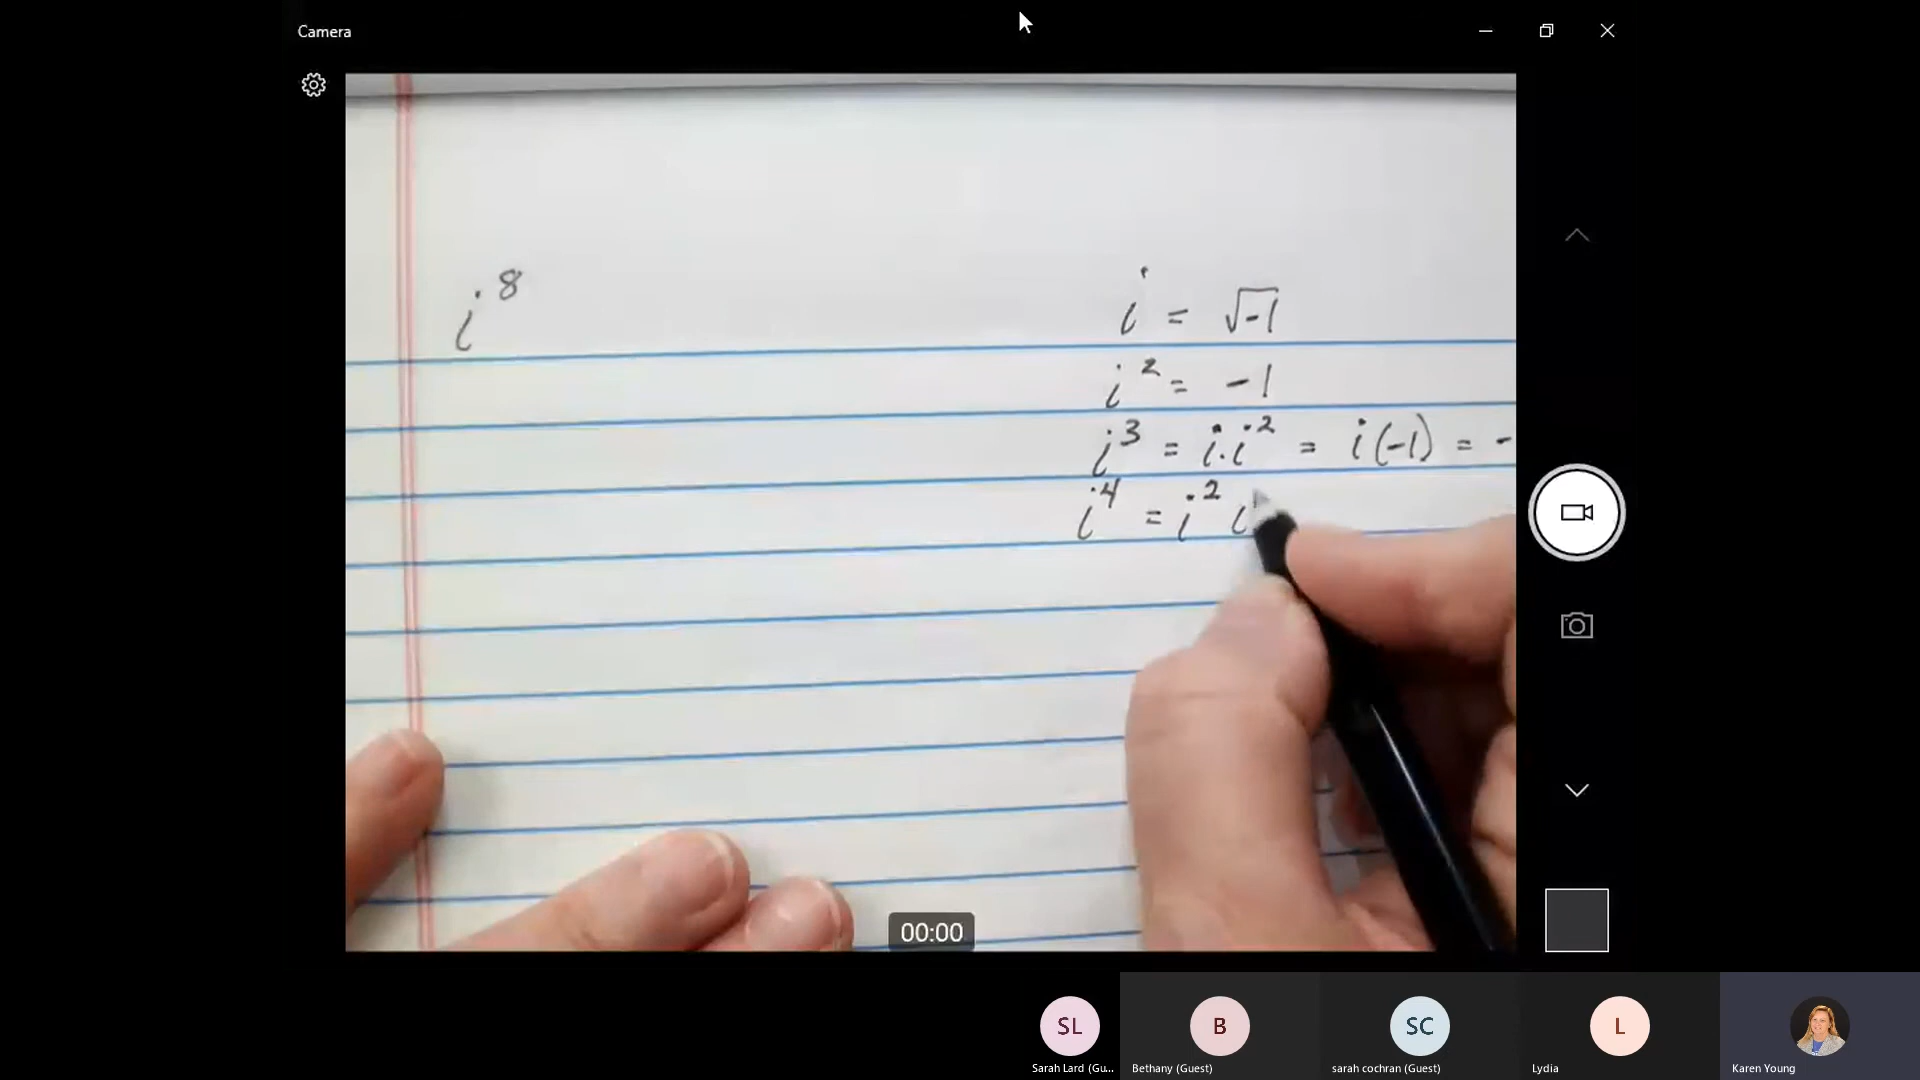 Camera
i^8
i = √-1
i^2 = -1
i^3 = i·i^2 = i(-1) = -
i^4 = i^2 i
00:00
SL
B
SC
L
Sarah Lard (Gu...
Bethany (Guest)
sarah cochran (Guest)
Lydia
Karen Young